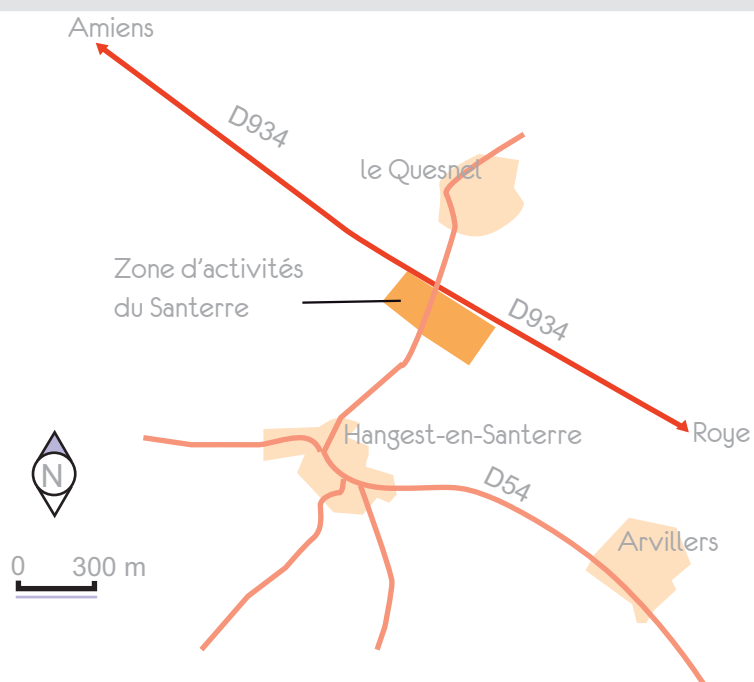 Amiens
D934
le Quesnel
Zone d'activités
du Santerre
D934
Hangest-en-Santerre
Roye
N
D54
Arvillers
0 300 m